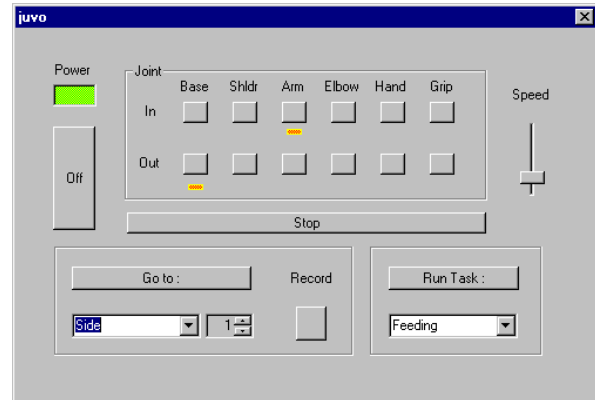 juvo
Power
Joint
Base Shldr Arm Elbow Hand Grip
Speed
In
Out
Off
Stop
Go to :
Record
Run Task :
Side
1
Feeding